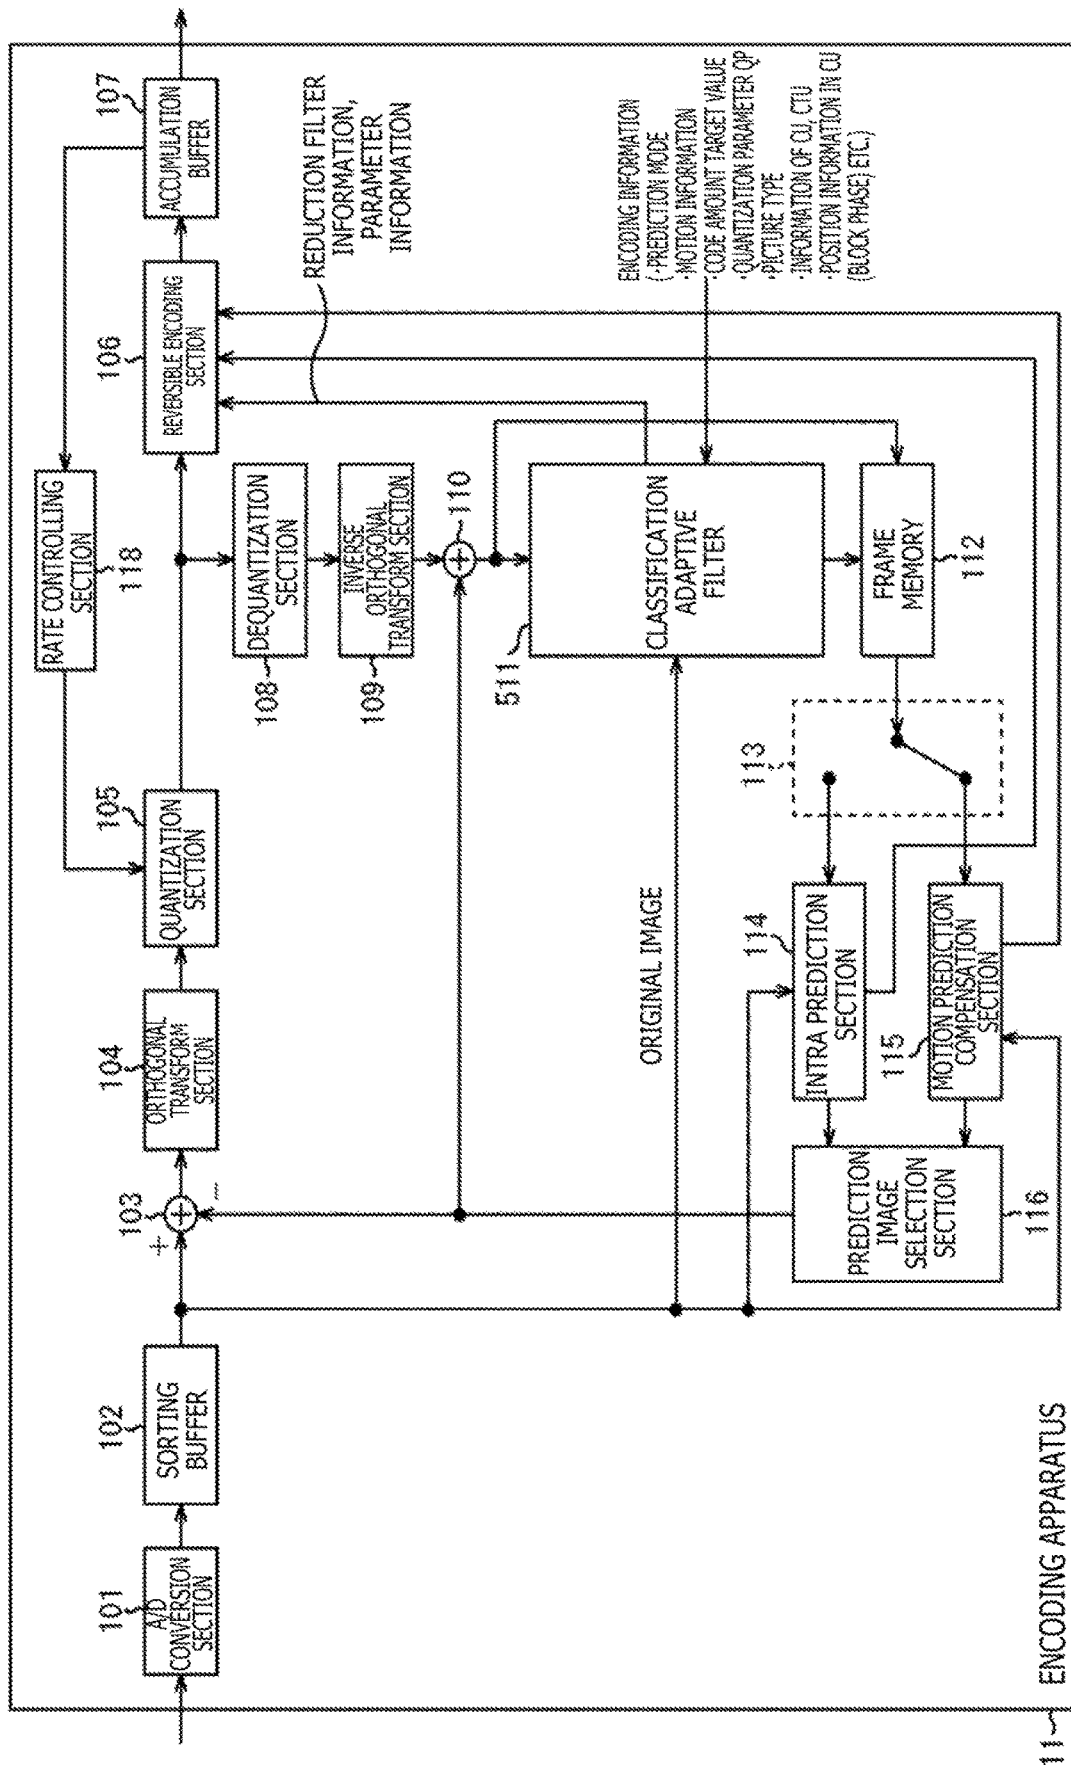 101
A/D
CONVERSION
SECTION
102
SORTING
BUFFER
+
103
−
104
ORTHOGONAL
TRANSFORM
SECTION
105
QUANTIZATION
SECTION
RATE CONTROLLING
SECTION
118
106
REVERSIBLE ENCODING
SECTION
107
ACCUMULATION
BUFFER
REDUCTION FILTER
INFORMATION,
PARAMETER
INFORMATION
108
DEQUANTIZATION
SECTION
109
INVERSE
ORTHOGONAL
TRANSFORM SECTION
110
511
CLASSIFICATION
ADAPTIVE
FILTER
ENCODING INFORMATION
(·PREDICTION MODE
·MOTION INFORMATION
·CODE AMOUNT TARGET VALUE
·QUANTIZATION PARAMETER QP
·PICTURE TYPE
·INFORMATION OF CU, CTU
·POSITION INFORMATION IN CU
(BLOCK PHASE) ETC.)
FRAME
MEMORY
112
113
ORIGINAL IMAGE
114
INTRA PREDICTION
SECTION
115
MOTION PREDICTION
COMPENSATION
SECTION
PREDICTION
IMAGE
SELECTION
SECTION
116
11
ENCODING APPARATUS